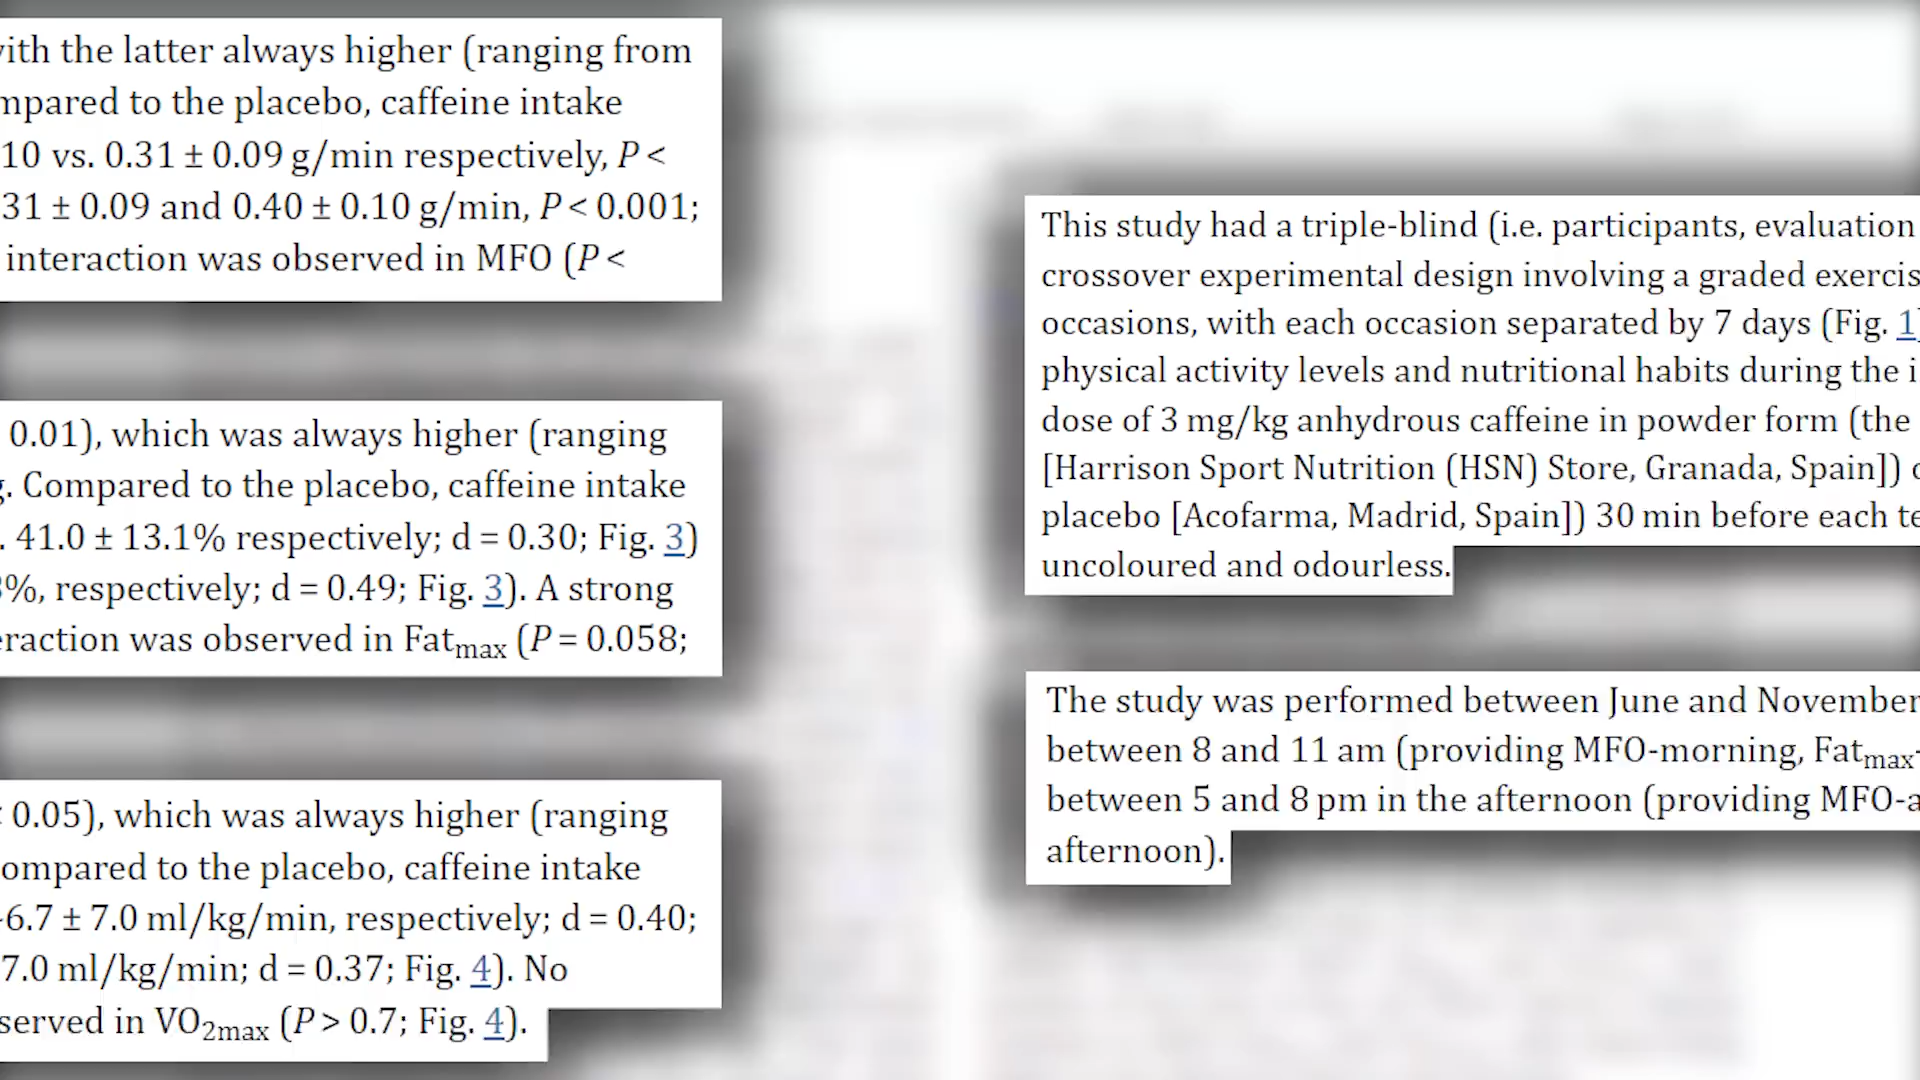 with the latter always higher (ranging from
mpared to the placebo, caffeine intake
10 vs. 0.31 ± 0.09 g/min respectively, P <
31 ± 0.09 and 0.40 ± 0.10 g/min, P < 0.001;
interaction was observed in MFO (P <
0.01), which was always higher (ranging
g. Compared to the placebo, caffeine intake
. 41.0 ± 13.1% respectively; d = 0.30; Fig. 3)
%, respectively; d = 0.49; Fig. 3). A strong
eraction was observed in Fatmax (P = 0.058;
< 0.05), which was always higher (ranging
ompared to the placebo, caffeine intake
6.7 ± 7.0 ml/kg/min, respectively; d = 0.40;
7.0 ml/kg/min; d = 0.37; Fig. 4). No
served in VO2max (P > 0.7; Fig. 4).
This study had a triple-blind (i.e. participants, evaluation
crossover experimental design involving a graded exercis
occasions, with each occasion separated by 7 days (Fig. 1)
physical activity levels and nutritional habits during the i
dose of 3 mg/kg anhydrous caffeine in powder form (the
[Harrison Sport Nutrition (HSN) Store, Granada, Spain]) o
placebo [Acofarma, Madrid, Spain]) 30 min before each te
uncoloured and odourless.
The study was performed between June and November
between 8 and 11 am (providing MFO-morning, Fatmax-
between 5 and 8 pm in the afternoon (providing MFO-a
afternoon).